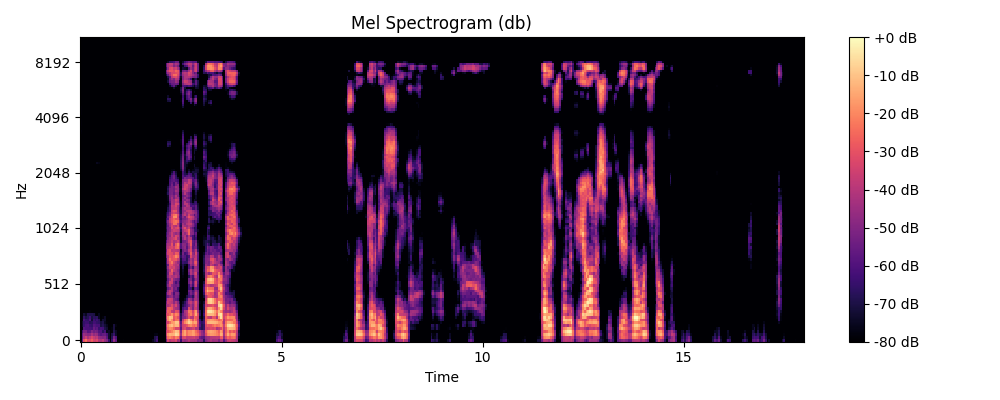 Mel Spectrogram (db)
8192
4096
2048
1024
512
0
Hz
0 5 10 15
Time
+0 dB
-10 dB
-20 dB
-30 dB
-40 dB
-50 dB
-60 dB
-70 dB
-80 dB